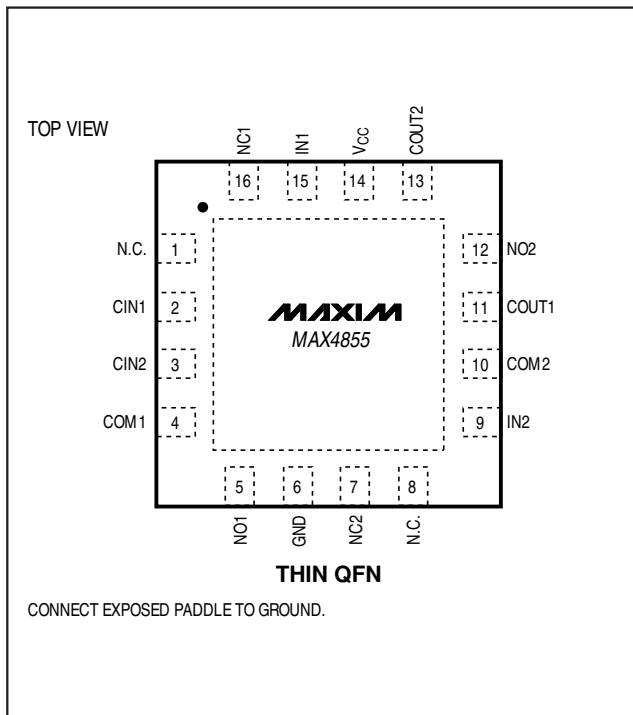 TOP VIEW
NC1
IN1
VCC
COUT2
16
15
14
13
N.C.
1
12
NO2
CIN1
2
11
COUT1
MAXIM
MAX4855
CIN2
3
10
COM2
COM1
4
9
IN2
5
6
7
8
NO1
GND
NC2
N.C.
THIN QFN
CONNECT EXPOSED PADDLE TO GROUND.